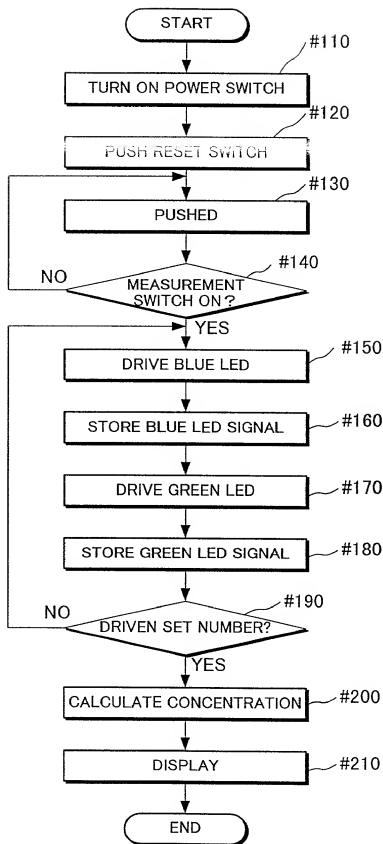 START
#110
TURN ON POWER SWITCH
#120
PUSH RESET SWITCH
#130
PUSHED
#140
NO
MEASUREMENT
SWITCH ON?
YES
#150
DRIVE BLUE LED
#160
STORE BLUE LED SIGNAL
#170
DRIVE GREEN LED
#180
STORE GREEN LED SIGNAL
#190
NO
DRIVEN SET NUMBER?
YES
#200
CALCULATE CONCENTRATION
#210
DISPLAY
END